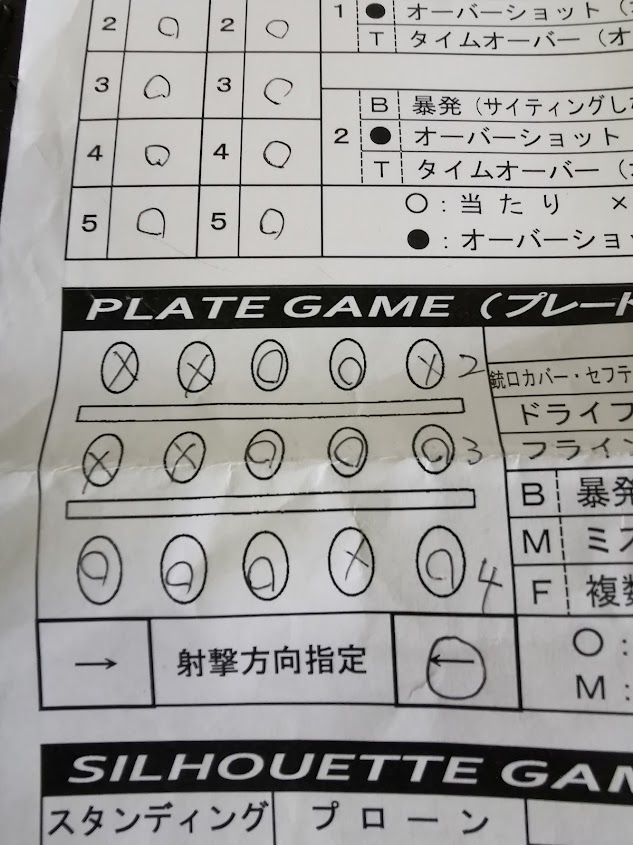 2 ○ 2 ○
1 ● オーバーショット（
T タイムオーバー（オ
3 ○ 3 ○
B 暴発（サイティングし
4 ○ 4 ○
2 ● オーバーショット
T タイムオーバー（
5 ○ 5 ○
○：当たり ×
●：オーバーショ
PLATE GAME（プレー
× × ○ ○ × 2
銃口カバー・セフテ
ドライブ
× × ○ ○ ○ 3
フライン
B 暴発
M ミス
○ ○ ○ × ○ 4
F 複数
→ 射撃方向指定 ←
○：
M：
SILHOUETTE GAM
スタンディング プローン